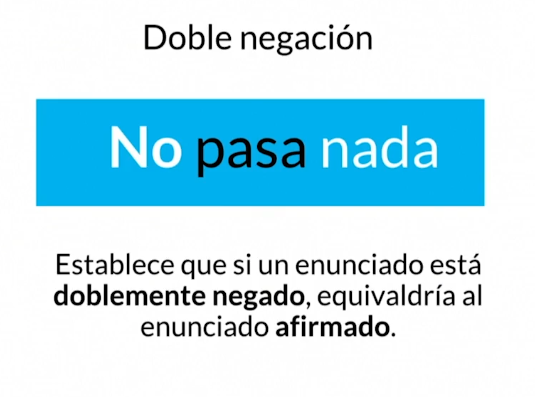 Doble negación
No pasa nada
Establece que si un enunciado está
doblemente negado, equivaldría al
enunciado afirmado.